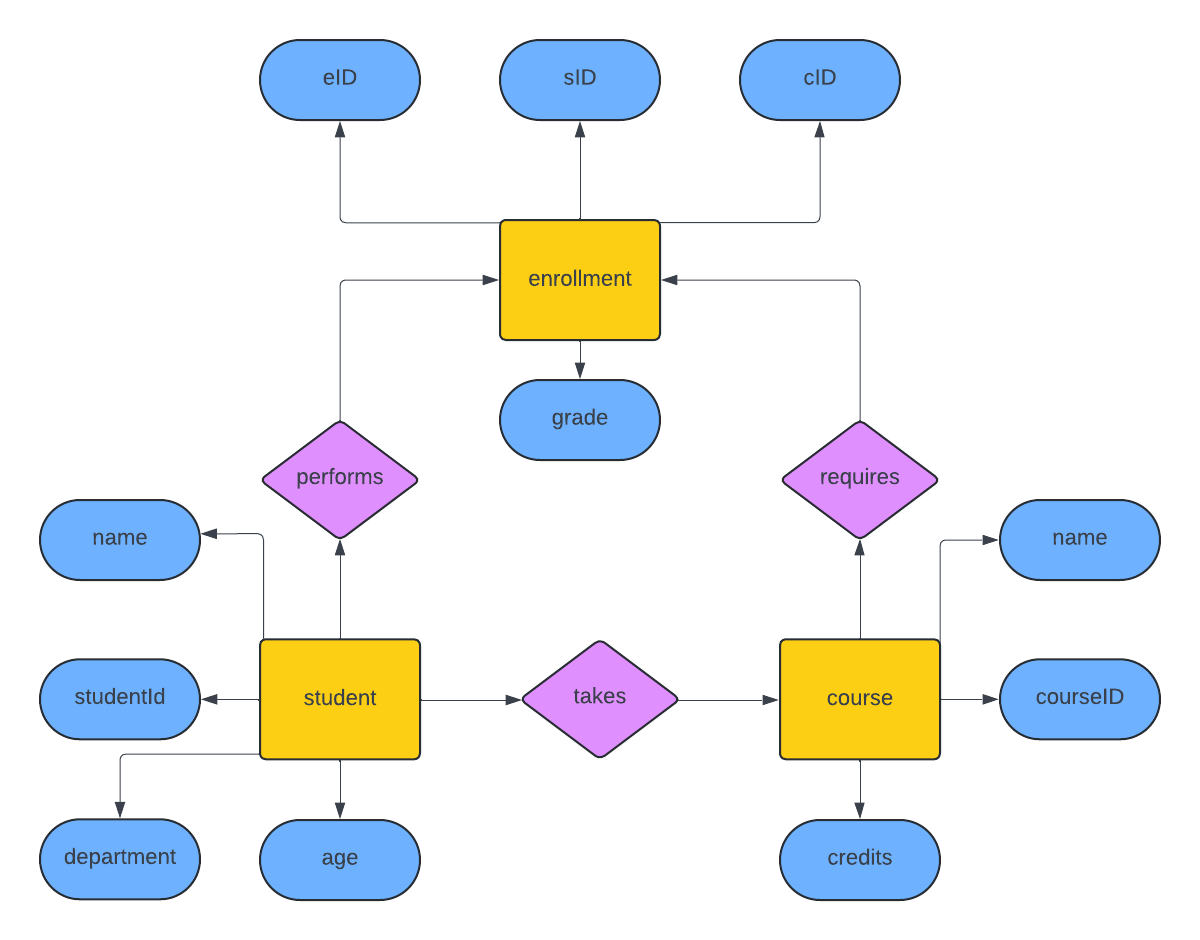 eID
sID
cID
enrollment
grade
performs
requires
name
name
studentId
student
takes
course
courseID
department
age
credits